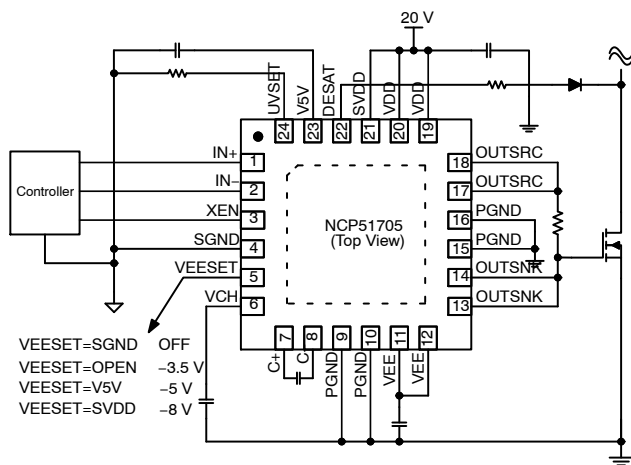 20 V
UVSET
V5V
DESAT
SVDD
VDD
VDD
24
23
22
21
20
19
Controller
IN+
1
IN−
2
XEN
3
SGND
4
VEESET
5
VCH
6
NCP51705
(Top View)
18
OUTSRC
17
OUTSRC
16
PGND
15
PGND
14
OUTSNK
13
OUTSNK
7
8
9
10
11
12
C+
C-
PGND
PGND
VEE
VEE
VEESET=SGND OFF
VEESET=OPEN −3.5 V
VEESET=V5V −5 V
VEESET=SVDD −8 V